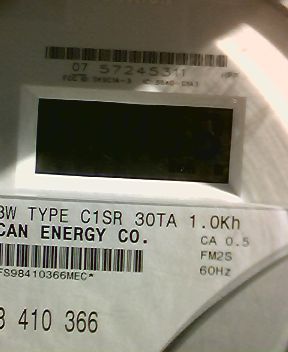 07 57245311
3W TYPE C1SR 30TA 1.0Kh
CAN ENERGY CO.
CA 0.5
FM2S
60Hz
FS98410366MEC*
8 410 366